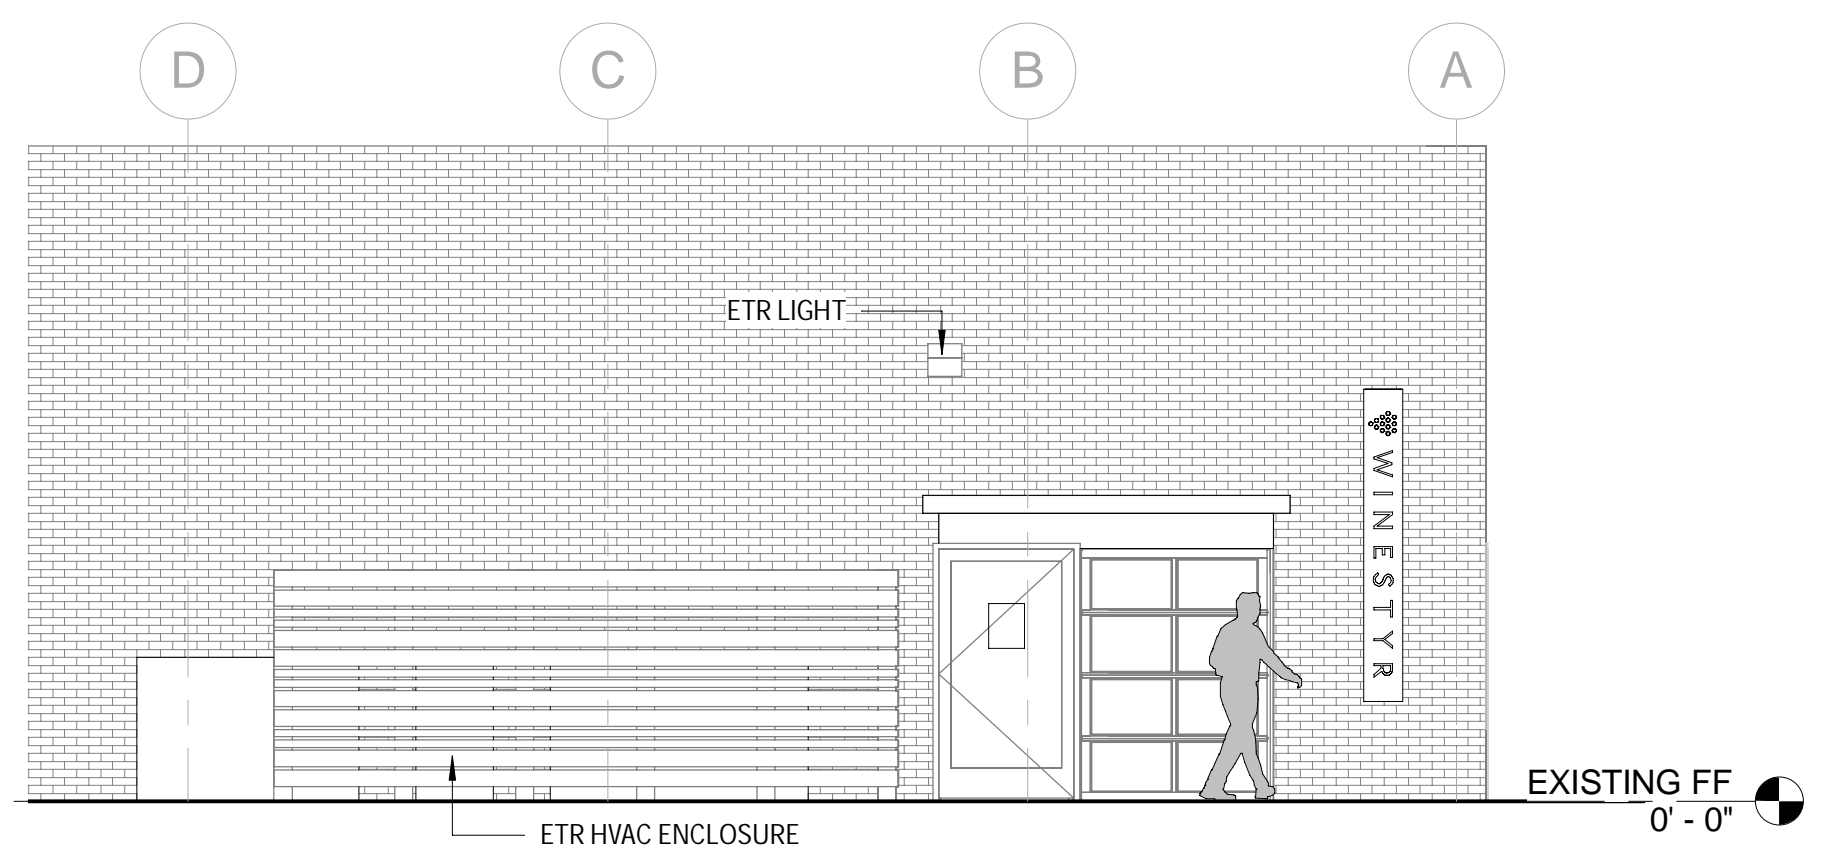 D C B A
ETR LIGHT
WINESTYR
EXISTING FF
0' - 0"
ETR HVAC ENCLOSURE